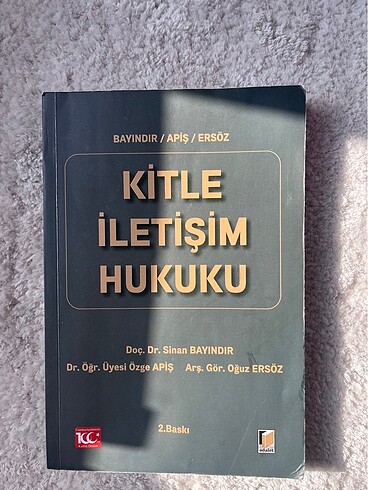 BAYINDIR / APİŞ / ERSÖZ
KİTLE
İLETİŞİM
HUKUKU
Doç. Dr. Sinan BAYINDIR
Dr. Öğr. Üyesi Özge APİŞ Arş. Gör. Oğuz ERSÖZ
2.Baskı
adalet